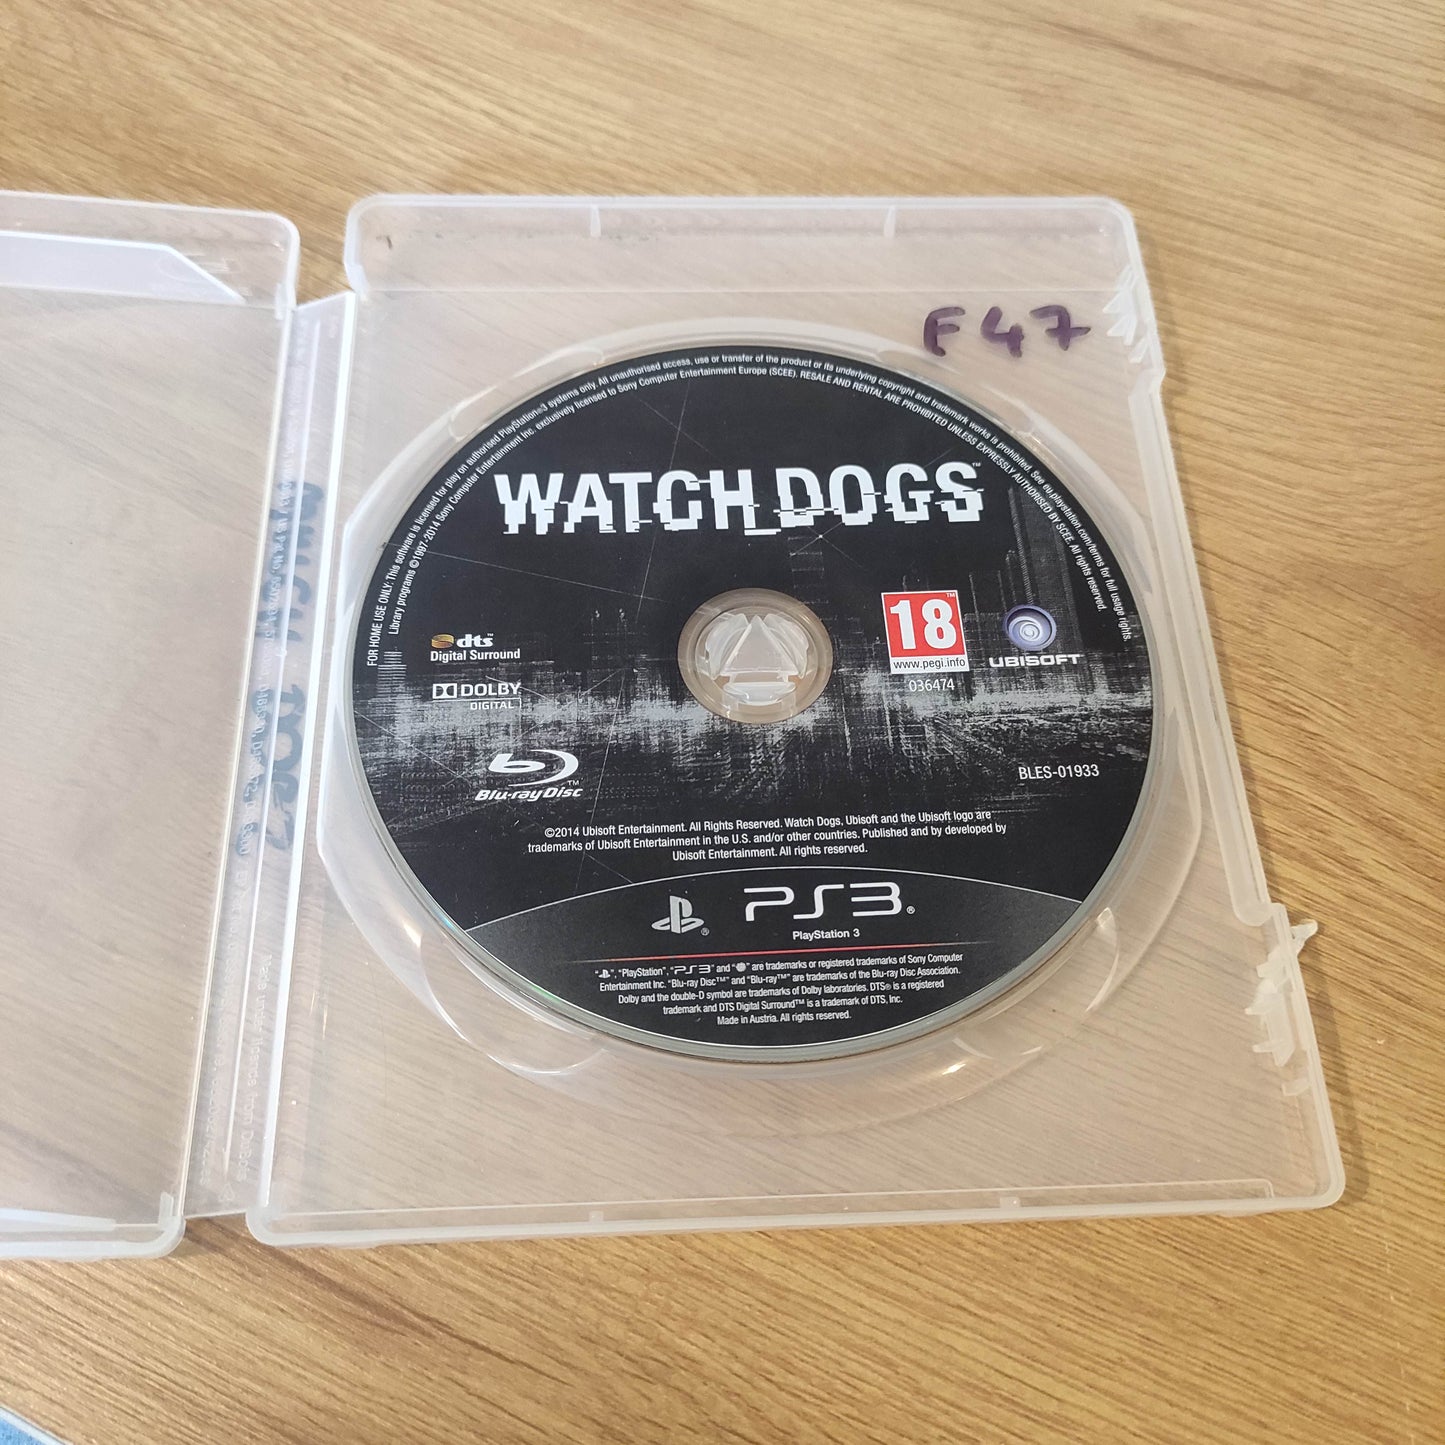 F47
FOR HOME USE ONLY: This software is licensed for play on authorised PlayStation®3 systems only. All unauthorised access, use or transfer of the product or its underlying copyright and trademark works is prohibited. See eu.playstation.com/terms for full usage rights.
Library programs ©1997-2014 Sony Computer Entertainment Inc. exclusively licensed to Sony Computer Entertainment Europe (SCEE). RESALE AND RENTAL ARE PROHIBITED UNLESS EXPRESSLY AUTHORISED BY SCEE. All rights reserved.
WATCH_DOGS™
dts™
Digital Surround
DOLBY
DIGITAL
18™
www.pegi.info
036474
UBISOFT
Blu-ray Disc™
BLES-01933
©2014 Ubisoft Entertainment. All Rights Reserved. Watch Dogs, Ubisoft and the Ubisoft logo are
trademarks of Ubisoft Entertainment in the U.S. and/or other countries. Published and by developed by
Ubisoft Entertainment. All rights reserved.
® PS3®
PlayStation 3
"PlayStation", "PS3" and are trademarks or registered trademarks of Sony Computer
Entertainment Inc. "Blu-ray Disc™" and "Blu-ray™" are trademarks of the Blu-ray Disc Association.
Dolby and the double-D symbol are trademarks of Dolby laboratories. DTS® is a registered
trademark and DTS Digital Surround™ is a trademark of DTS, Inc.
Made in Austria. All rights reserved.